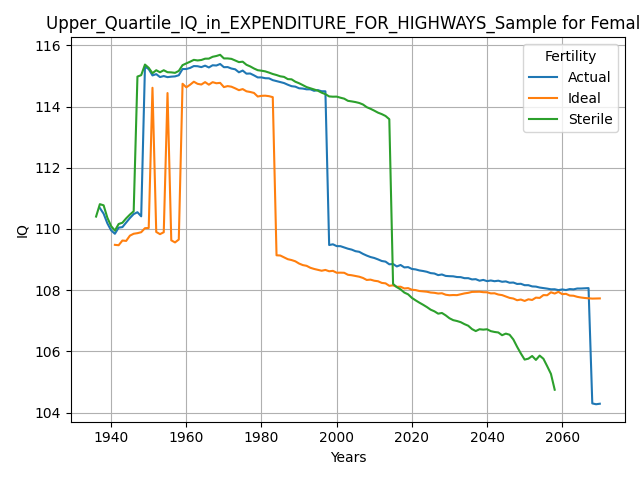 Upper_Quartile_IQ_in_EXPENDITURE_FOR_HIGHWAYS_Sample for Femal
116
114
112
110
108
106
104
IQ
Fertility
Actual
Ideal
Sterile
1940
1960
1980
2000
2020
2040
2060
Years